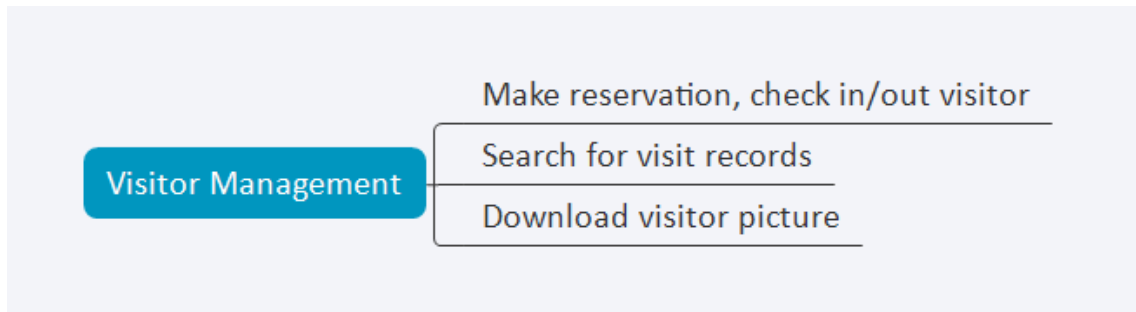 Visitor Management
Make reservation, check in/out visitor
Search for visit records
Download visitor picture